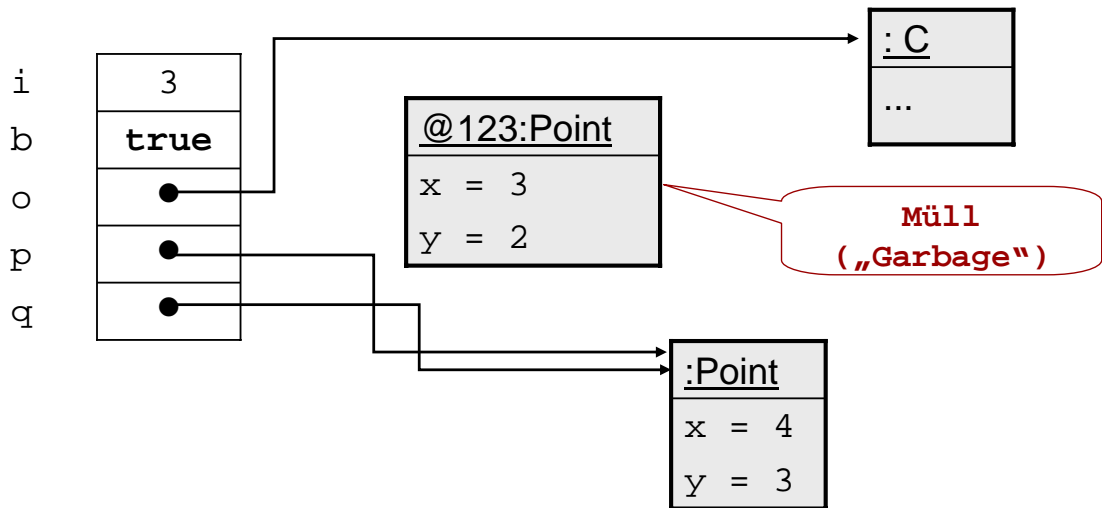 i 3
b true
o
p
q
: C
...
@123:Point
x = 3
y = 2
Müll
(„Garbage“)
:Point
x = 4
y = 3